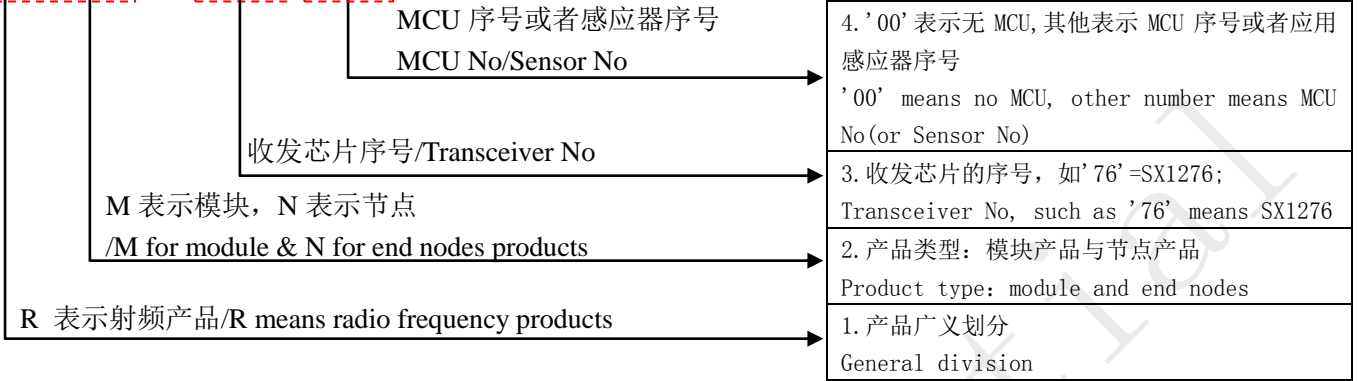 MCU 序号或者感应器序号
MCU No/Sensor No
4.'00'表示无 MCU,其他表示 MCU 序号或者应用
感应器序号
'00' means no MCU, other number means MCU
No(or Sensor No)
收发芯片序号/Transceiver No
3.收发芯片的序号，如'76'=SX1276;
Transceiver No, such as '76' means SX1276
M 表示模块，N 表示节点
/M for module & N for end nodes products
2.产品类型：模块产品与节点产品
Product type：module and end nodes
R 表示射频产品/R means radio frequency products
1.产品广义划分
General division